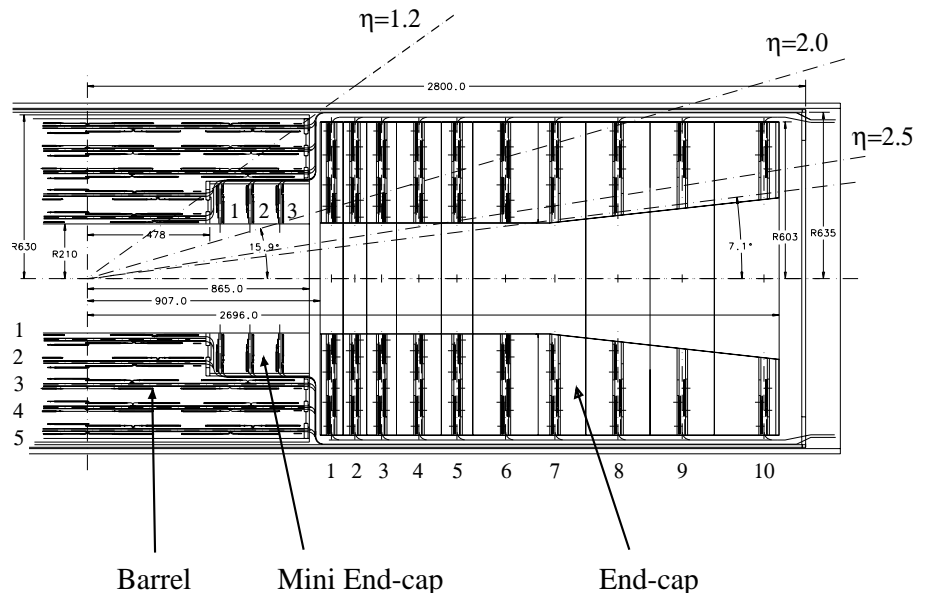 η=1.2
η=2.0
2800.0
η=2.5
1 2 3
R630
R210
478
15.9°
7.1°
R603
R635
865.0
907.0
2696.0
1
2
3
4
5
1 2 3 4 5 6 7 8 9 10
Barrel Mini End-cap End-cap